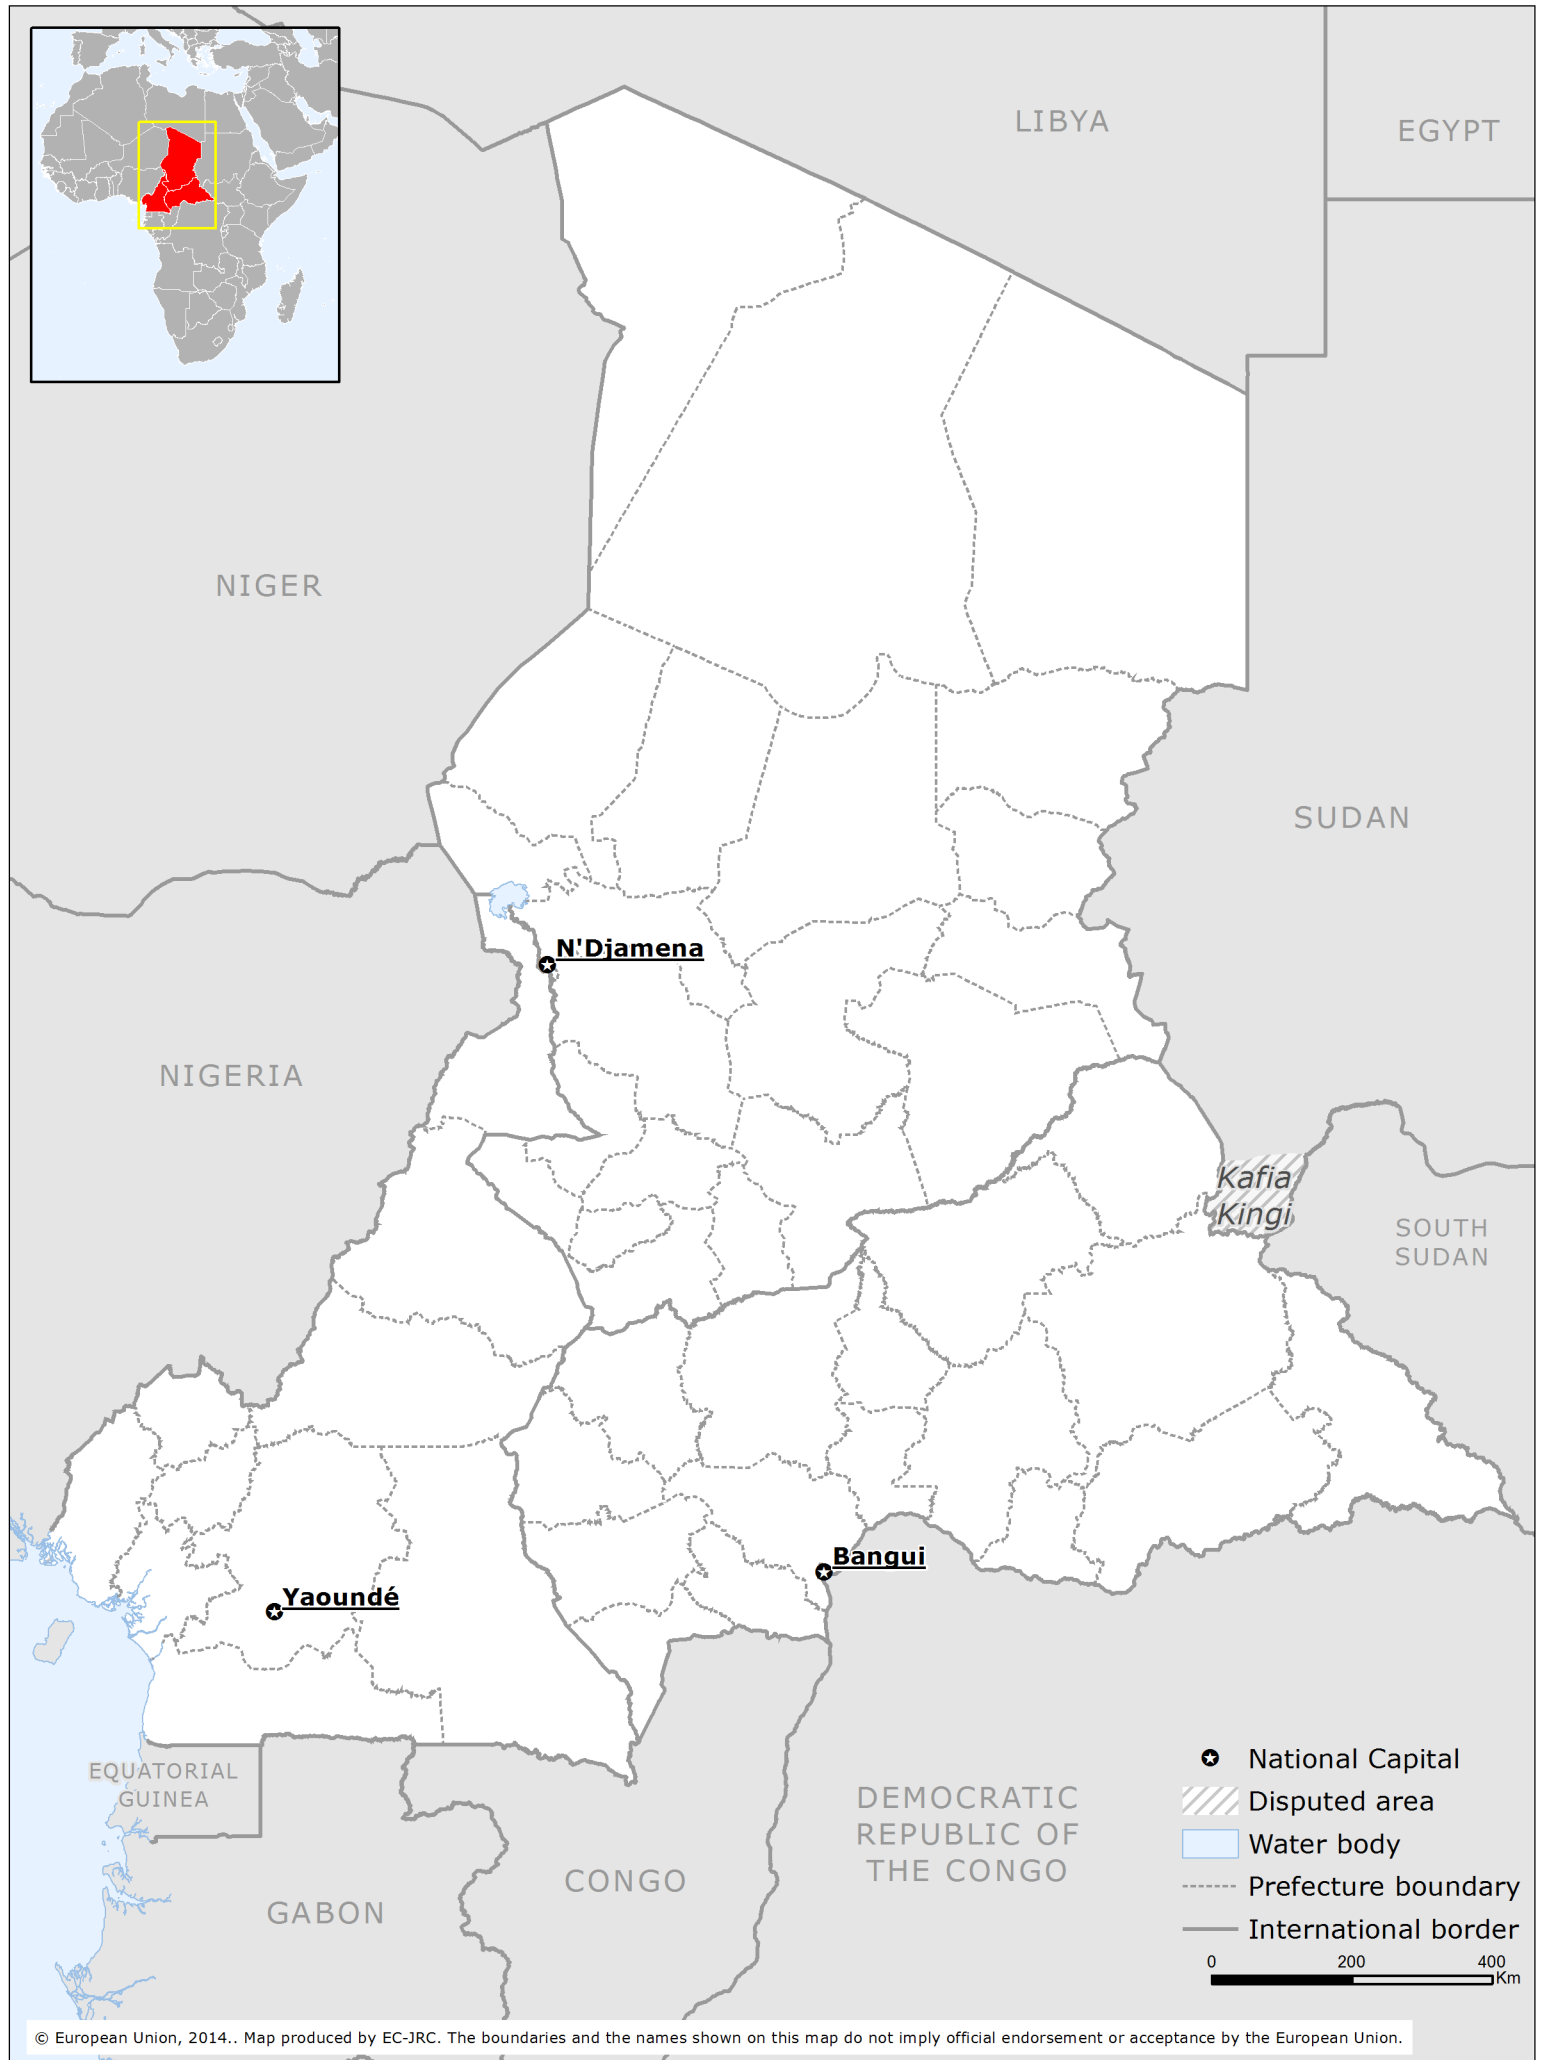 LIBYA
EGYPT
NIGER
SUDAN
N'Djamena
NIGERIA
Kafia
Kingi
SOUTH
SUDAN
Bangui
Yaoundé
EQUATORIAL
GUINEA
DEMOCRATIC
REPUBLIC OF
THE CONGO
CONGO
GABON
National Capital
Disputed area
Water body
Prefecture boundary
International border
0 200 400
Km
© European Union, 2014.. Map produced by EC-JRC. The boundaries and the names shown on this map do not imply official endorsement or acceptance by the European Union.